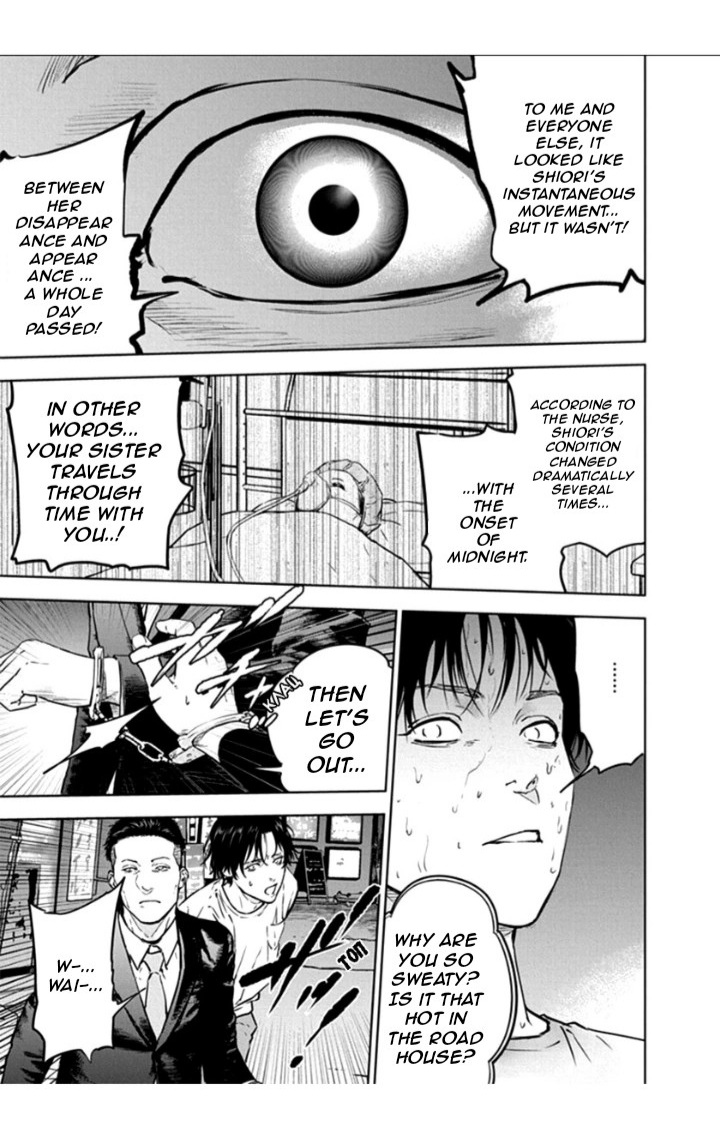 TO ME AND
EVERYONE
ELSE, IT
LOOKED LIKE
SHIORI'S
INSTANTANEOUS
MOVEMENT...
BUT IT WASN'T!
BETWEEN
HER
DISAPPEAR
ANCE AND
APPEAR
ANCE ...
A WHOLE
DAY
PASSED!
ACCORDING TO
THE NURSE,
SHIORI'S
CONDITION
CHANGED
DRAMATICALLY
SEVERAL
TIMES...
...WITH
THE
ONSET
OF
MIDNIGHT.
IN OTHER
WORDS...
YOUR SISTER
TRAVELS
THROUGH
TIME WITH
YOU..!
........
WHY ARE
YOU SO
SWEATY?
IS IT THAT
HOT IN
THE ROAD
HOUSE?
THEN
LET'S
GO
OUT...
КЛАЦ
W-...
WAI-...
ТОП